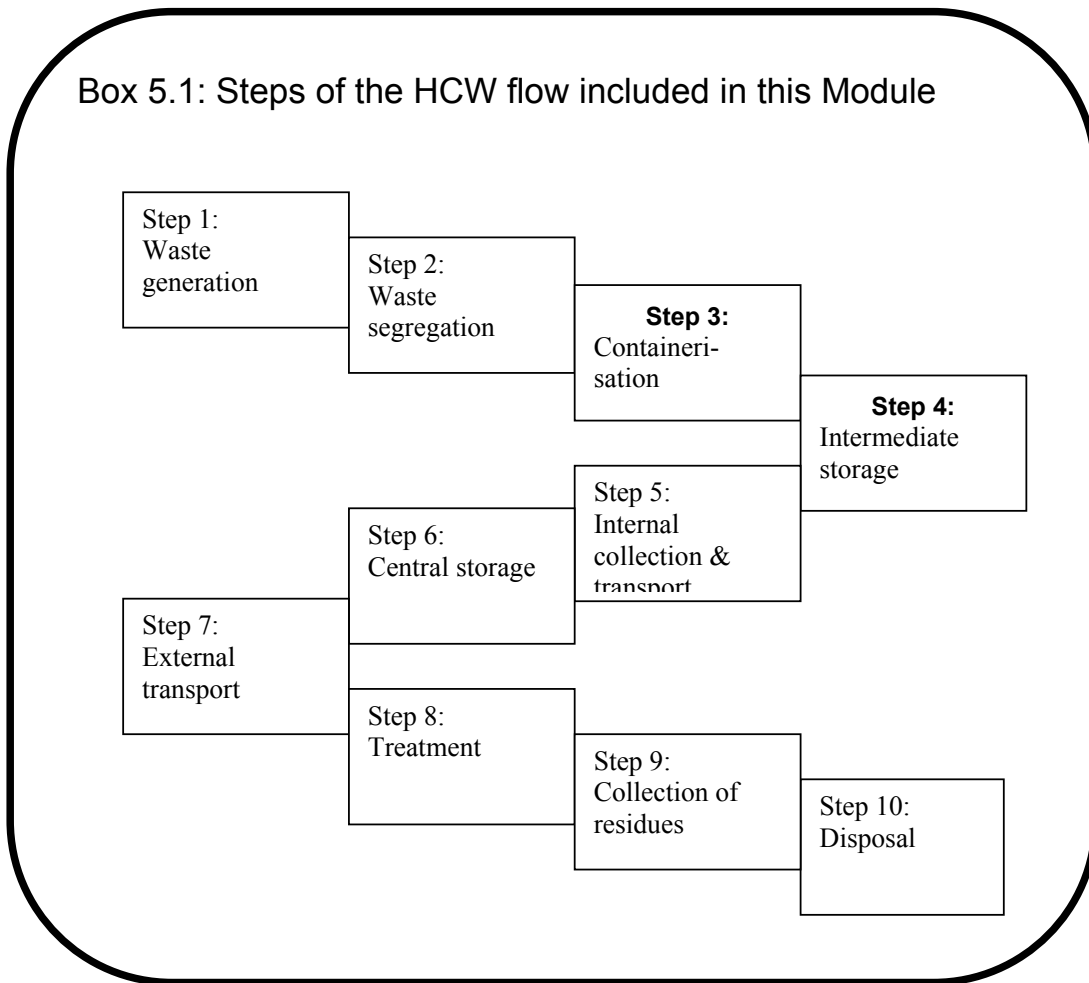 Box 5.1: Steps of the HCW flow included in this Module
Step 1:
Waste
generation
Step 2:
Waste
segregation
Step 3:
Containeri-
sation
Step 4:
Intermediate
storage
Step 5:
Internal
collection &
transport
Step 6:
Central storage
Step 7:
External
transport
Step 8:
Treatment
Step 9:
Collection of
residues
Step 10:
Disposal